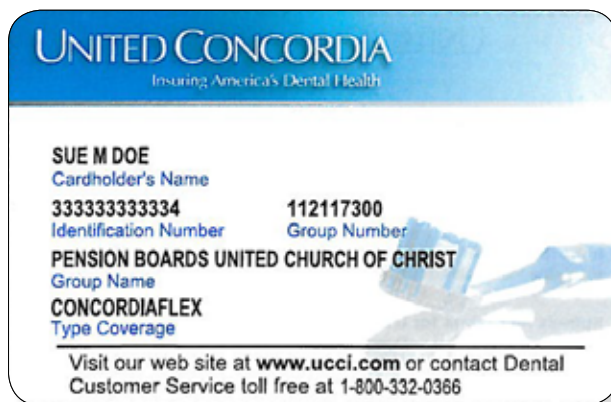 UNITED CONCORDIA
Insuring America's Dental Health
SUE M DOE
Cardholder's Name
333333333334 112117300
Identification Number Group Number
PENSION BOARDS UNITED CHURCH OF CHRIST
Group Name
CONCORDIAFLEX
Type Coverage
Visit our web site at www.ucci.com or contact Dental
Customer Service toll free at 1-800-332-0366